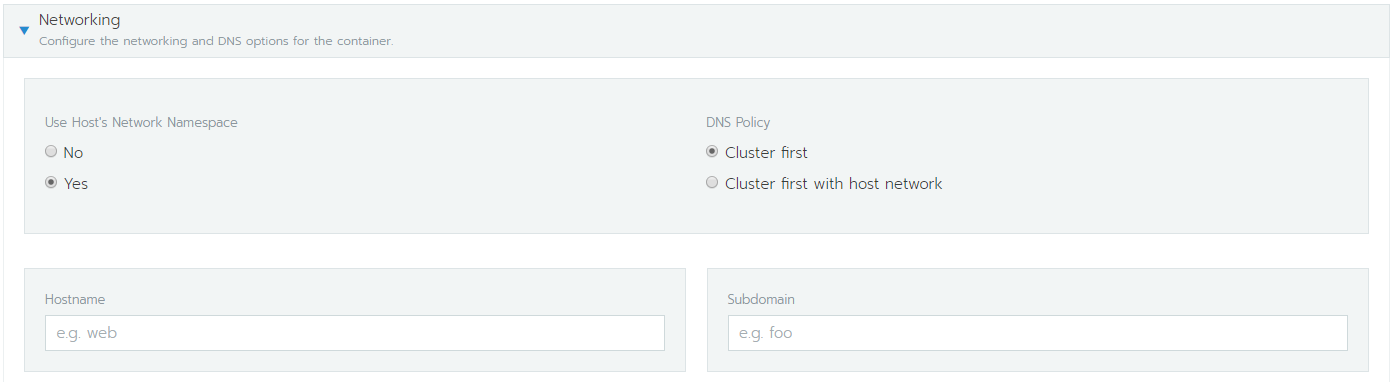 Networking
Configure the networking and DNS options for the container.
Use Host's Network Namespace
No
Yes
DNS Policy
Cluster first
Cluster first with host network
Hostname
e.g. web
Subdomain
e.g. foo